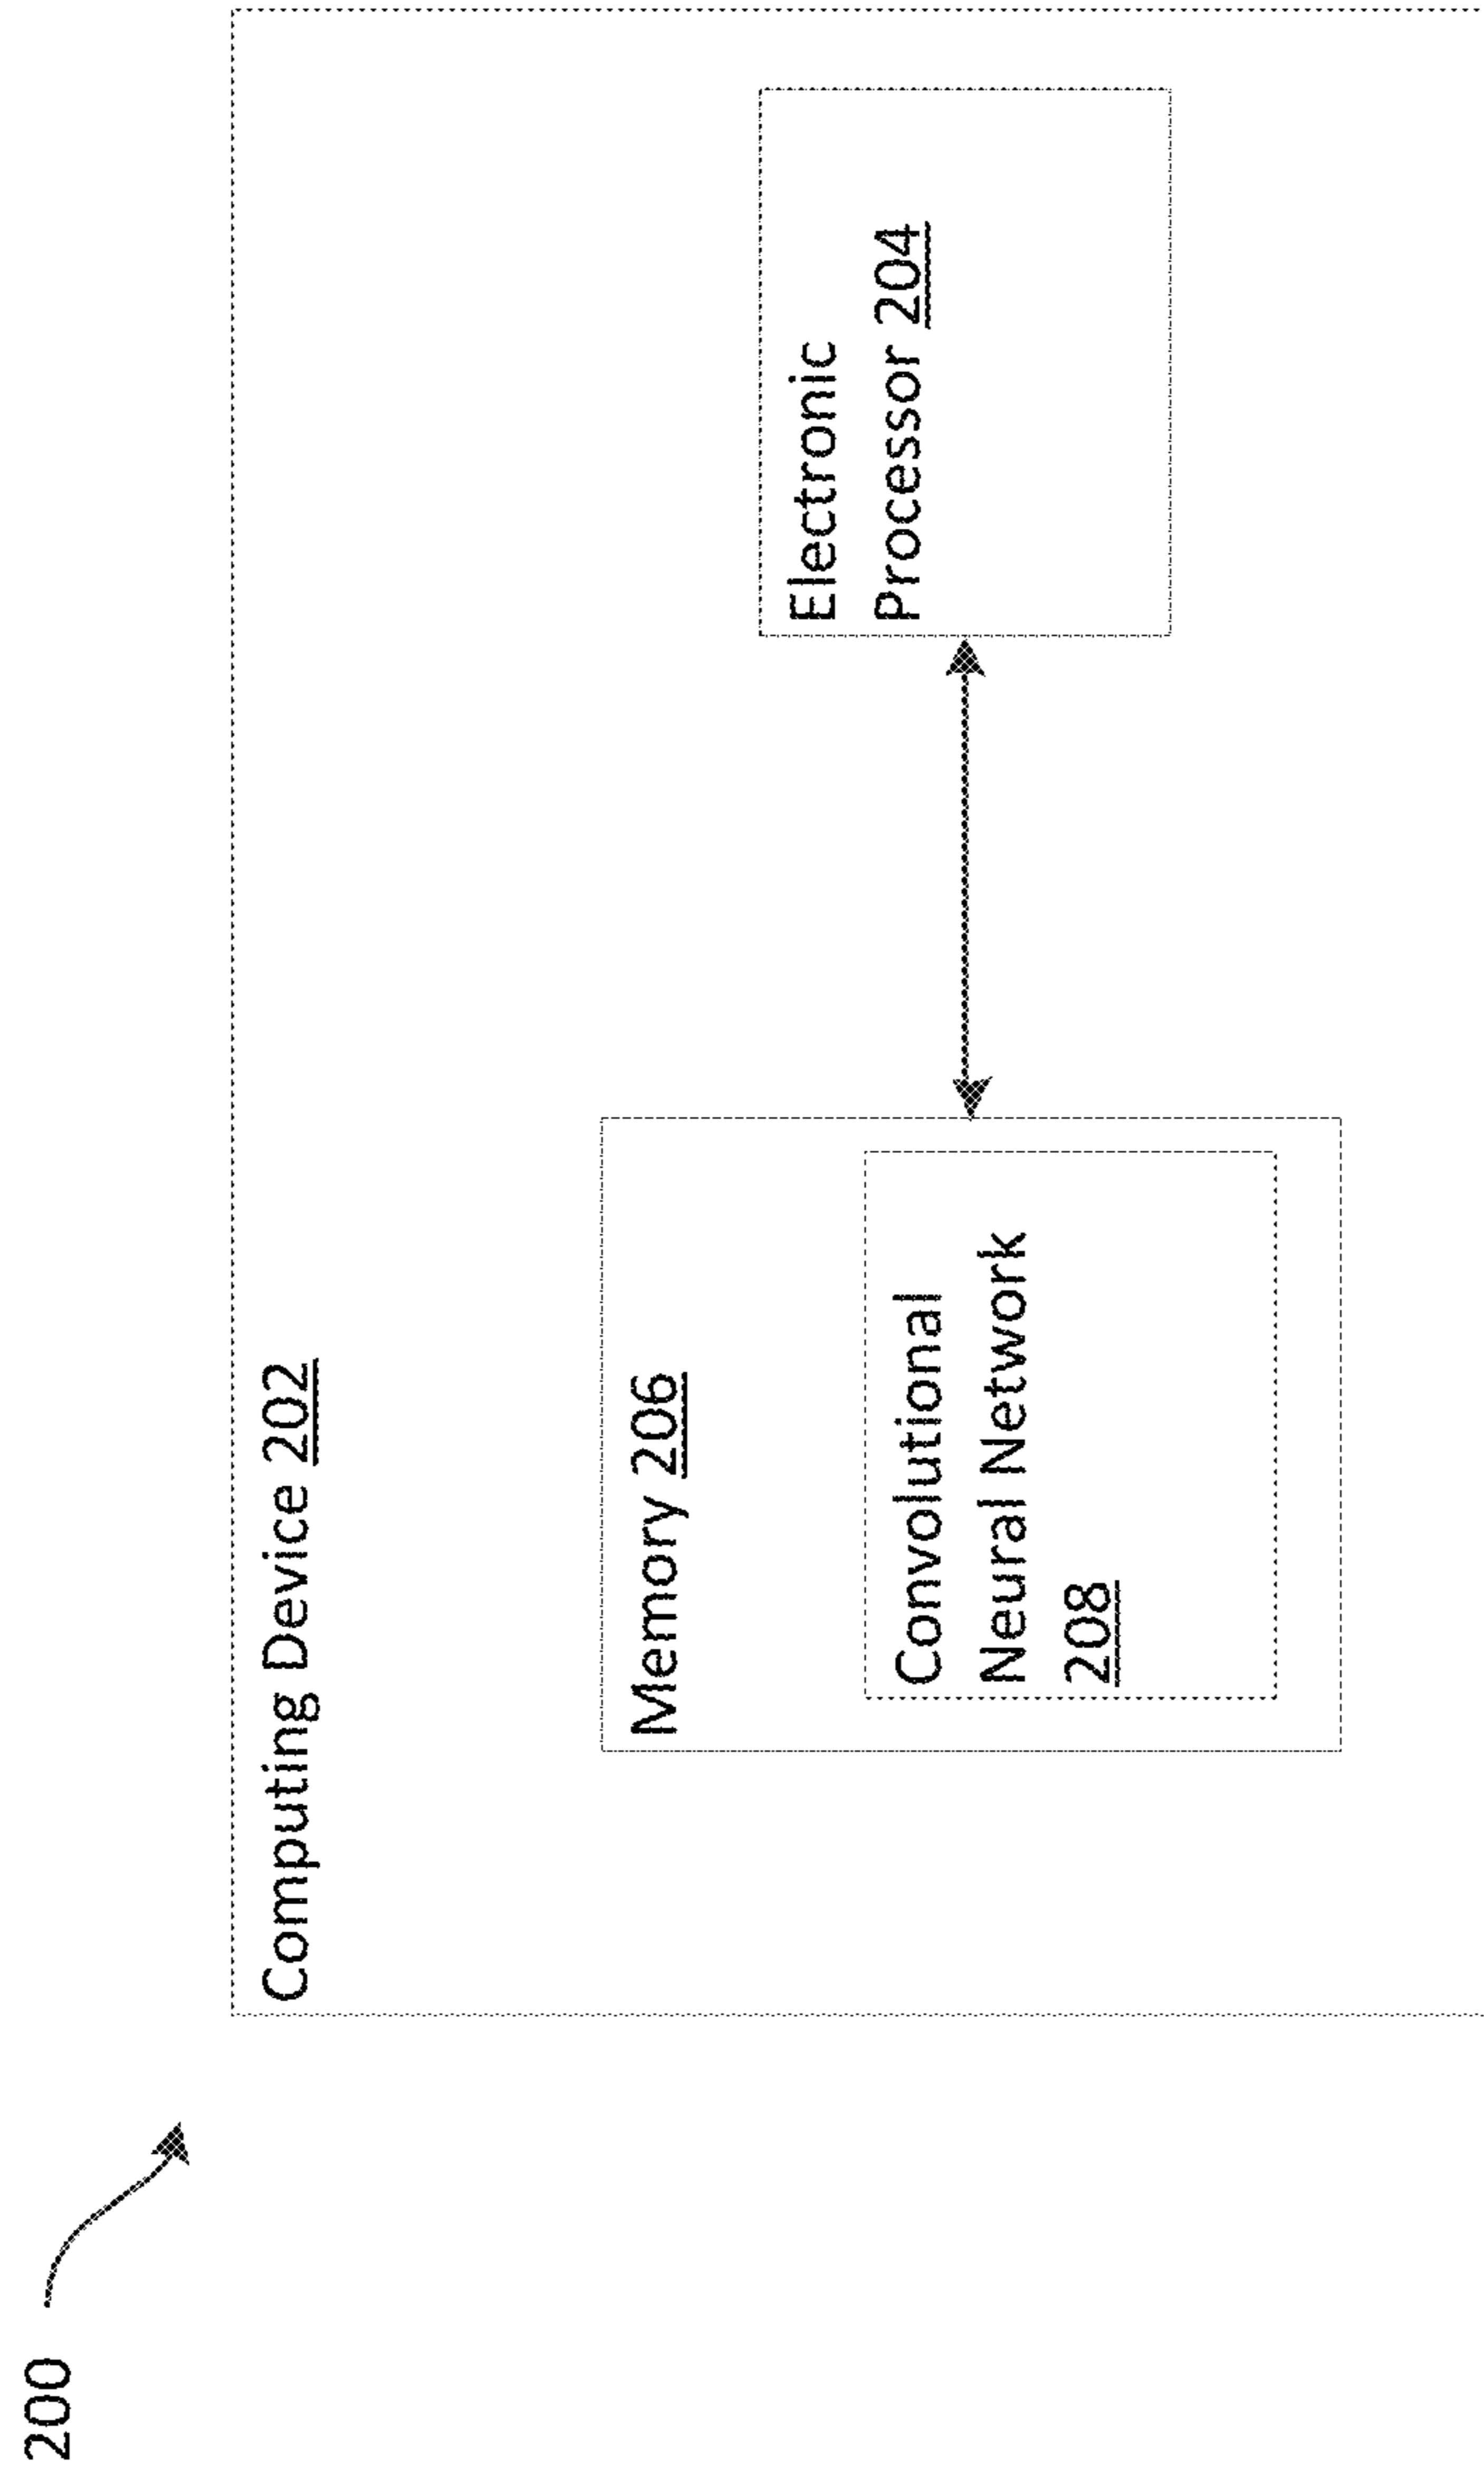 200
Computing Device 202
Memory 206
Convolutional
Neural Network
208
Electronic
Processor 204